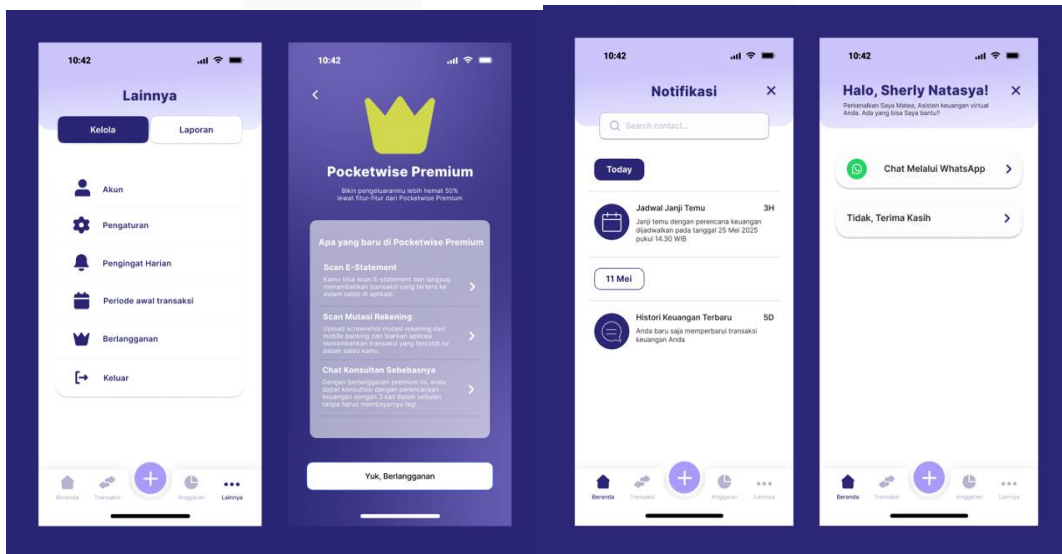 10:42
Lainnya
Kelola
Laporan
Akun
Pengaturan
Pengingat Harian
Periode awal transaksi
Berlangganan
Keluar
Beranda
Transaksi
Anggaran
Lainnya
10:42
Pocketwise Premium
Bikin pengeluaranmu lebih hemat 50%
lewat fitur-fitur dari Pocketwise Premium
Apa yang baru di Pocketwise Premium
Scan E-Statement
Kamu bisa scan E-statement dan langsug
menambahkan transaksi yang tertera ke
dalam saldo di aplikasi.
Scan Mutasi Rekening
Upload screenshot mutasi rekening dari
mobile banking dan biarkan aplikasi
menambahkan transaksi yang tercatat ke
dalam saldo kamu.
Chat Konsultan Sebebasnya
Dengan berlangganan premium ini, anda
dapat konsultasi dengan perencanaan
keuangan dengan 3 kali dalam sebulan
tanpa harus membayarnya lagi.
Yuk, Berlangganan
10:42
Notifikasi
Search contact...
Today
Jadwal Janji Temu 3H
Janji temu dengan perencana keuangan
dijadwalkan pada tanggal 25 Mei 2025
pukul 14.30 WIB
11 Mei
Histori Keuangan Terbaru 5D
Anda baru saja memperbarui transaksi
keuangan Anda
Beranda
Transaksi
Anggaran
Lainnya
10:42
Halo, Sherly Natasya!
Perkenalkan Saya Matea, Asisten keuangan virtual
Anda. Ada yang bisa Saya bantu?
Chat Melalui WhatsApp
Tidak, Terima Kasih
Beranda
Transaksi
Anggaran
Lainnya